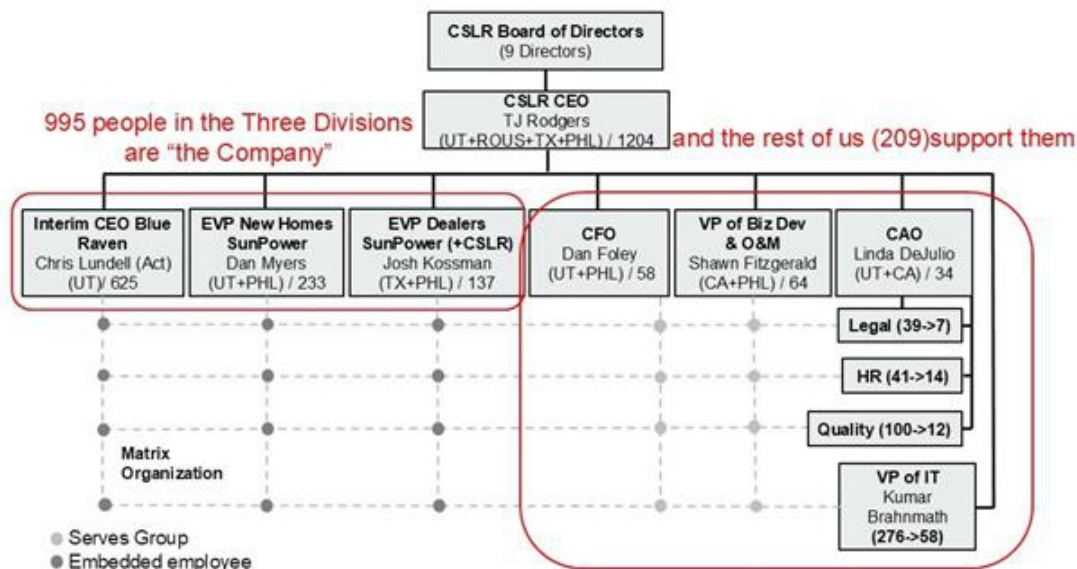 CSLR Board of Directors
(9 Directors)
CSLR CEO
TJ Rodgers
(UT+ROUS+TX+PHL) / 1204
995 people in the Three Divisions
are “the Company”
and the rest of us (209)support them
Interim CEO Blue
Raven
Chris Lundell (Act)
(UT)/ 625
EVP New Homes
SunPower
Dan Myers
(UT+PHL) / 233
EVP Dealers
SunPower (+CSLR)
Josh Kossman
(TX+PHL) / 137
CFO
Dan Foley
(UT+PHL) / 58
VP of Biz Dev
& O&M
Shawn Fitzgerald
(CA+PHL) / 64
CAO
Linda DeJulio
(UT+CA) / 34
Legal (39->7)
HR (41->14)
Quality (100->12)
VP of IT
Kumar
Brahnmath
(276->58)
Matrix
Organization
Serves Group
Embedded employee